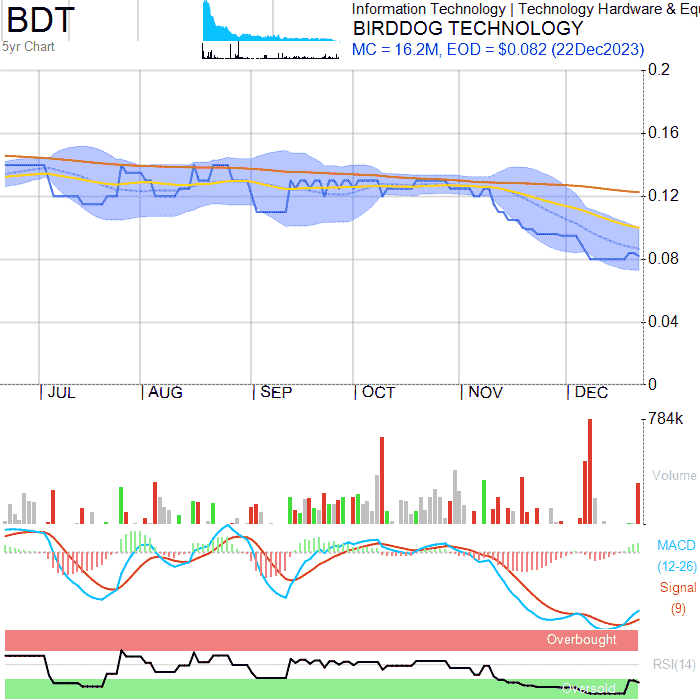 BDT
5yr Chart
Information Technology | Technology Hardware & Equ
BIRDDOG TECHNOLOGY
MC = 16.2M, EOD = $0.082 (22Dec2023)
0.2
0.16
0.12
0.08
0.04
0
| JUL | AUG | SEP | OCT | NOV | DEC
784k
Volume
MACD
(12-26)
Signal
(9)
Overbought
RSI(14)
Oversold